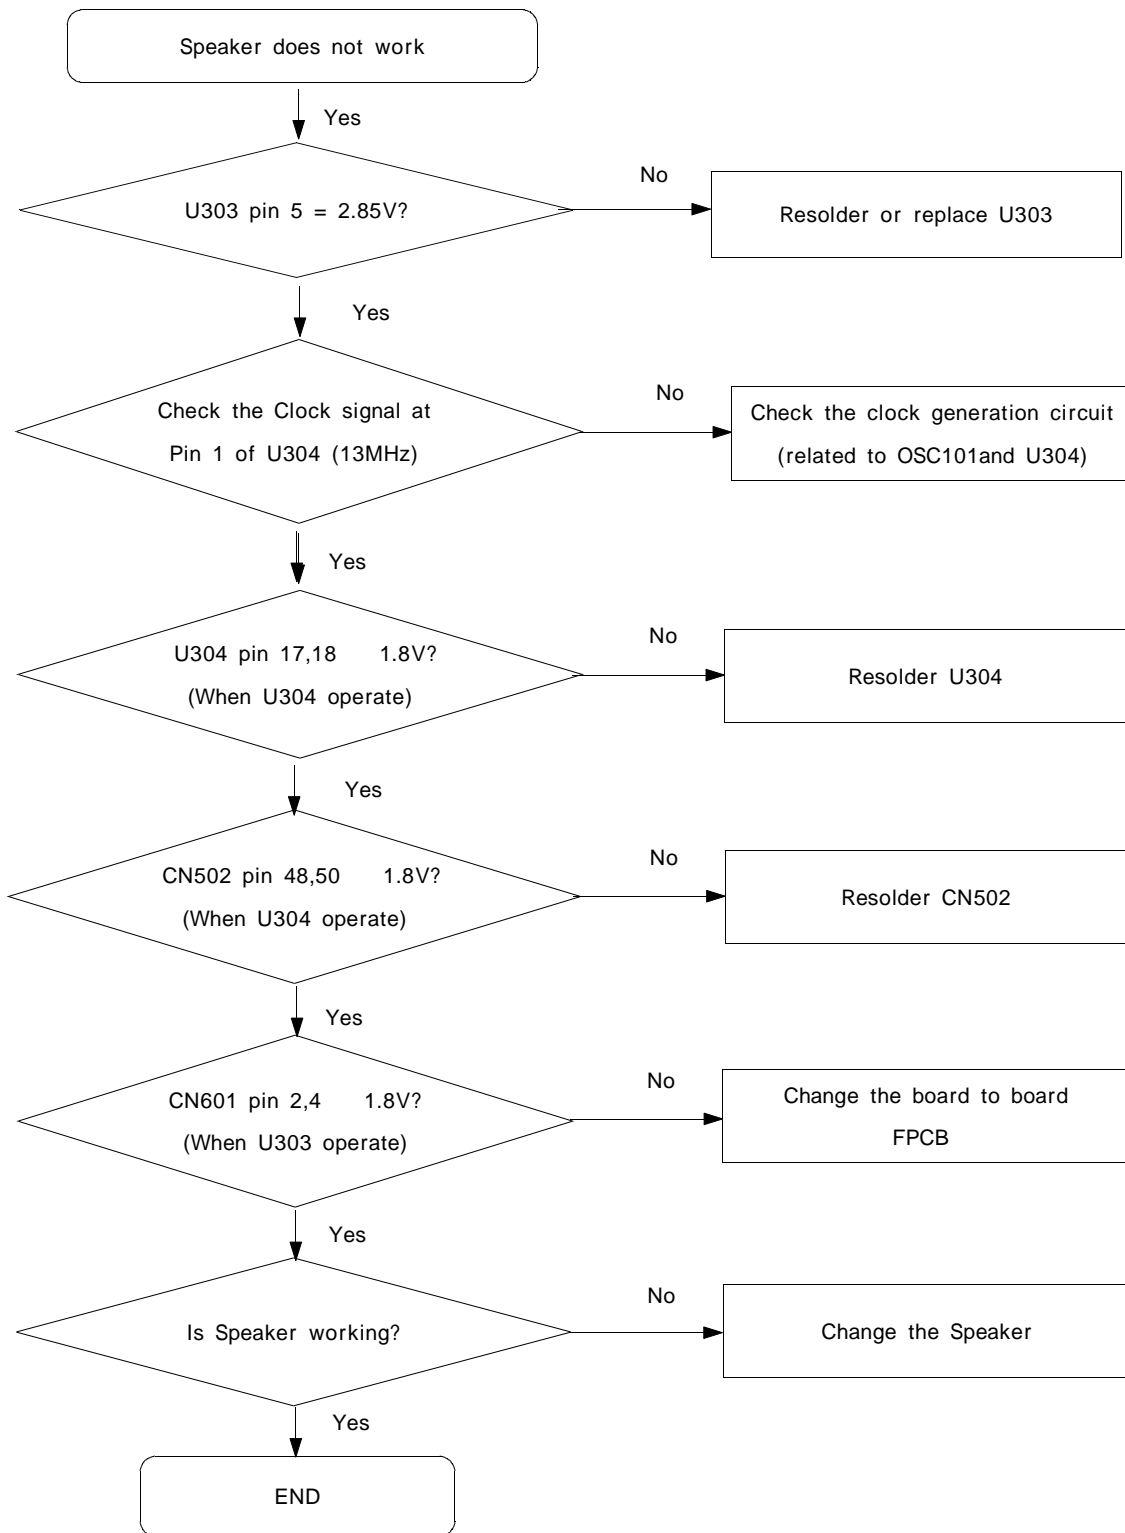 Speaker does not work
Yes
U303 pin 5 = 2.85V?
No
Resolder or replace U303
Yes
Check the Clock signal at
Pin 1 of U304 (13MHz)
No
Check the clock generation circuit
(related to OSC101and U304)
Yes
U304 pin 17,18 1.8V?
(When U304 operate)
No
Resolder U304
Yes
CN502 pin 48,50 1.8V?
(When U304 operate)
No
Resolder CN502
Yes
CN601 pin 2,4 1.8V?
(When U303 operate)
No
Change the board to board
FPCB
Yes
Is Speaker working?
No
Change the Speaker
Yes
END